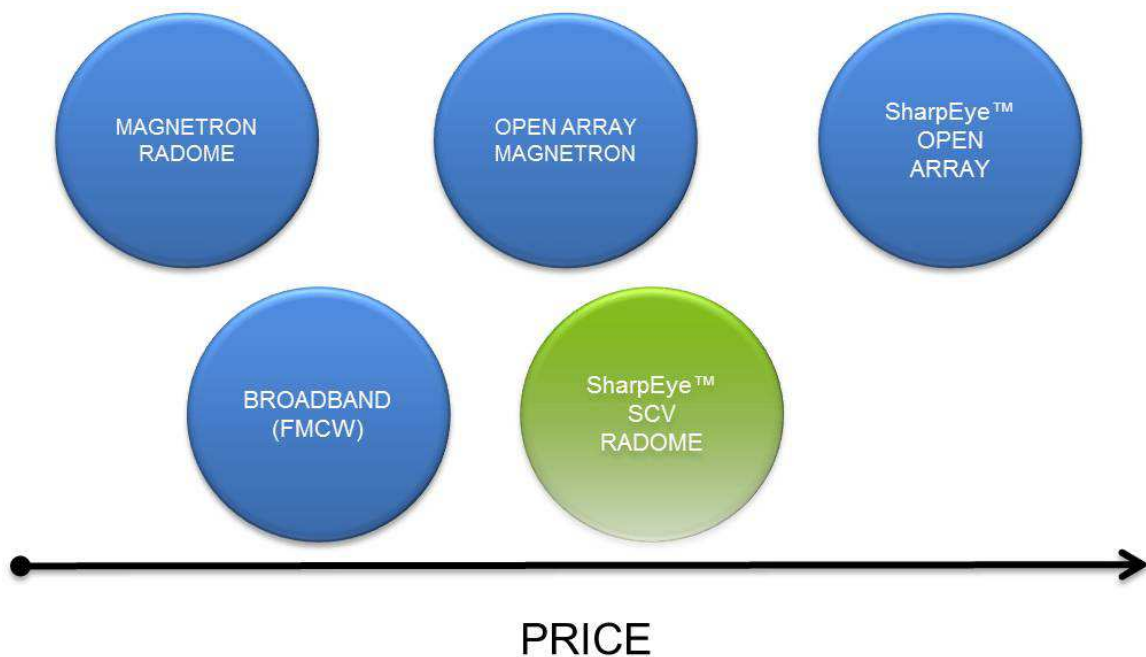 MAGNETRON
RADOME
OPEN ARRAY
MAGNETRON
SharpEye™
OPEN
ARRAY
BROADBAND
(FMCW)
SharpEye™
SCV
RADOME
PRICE